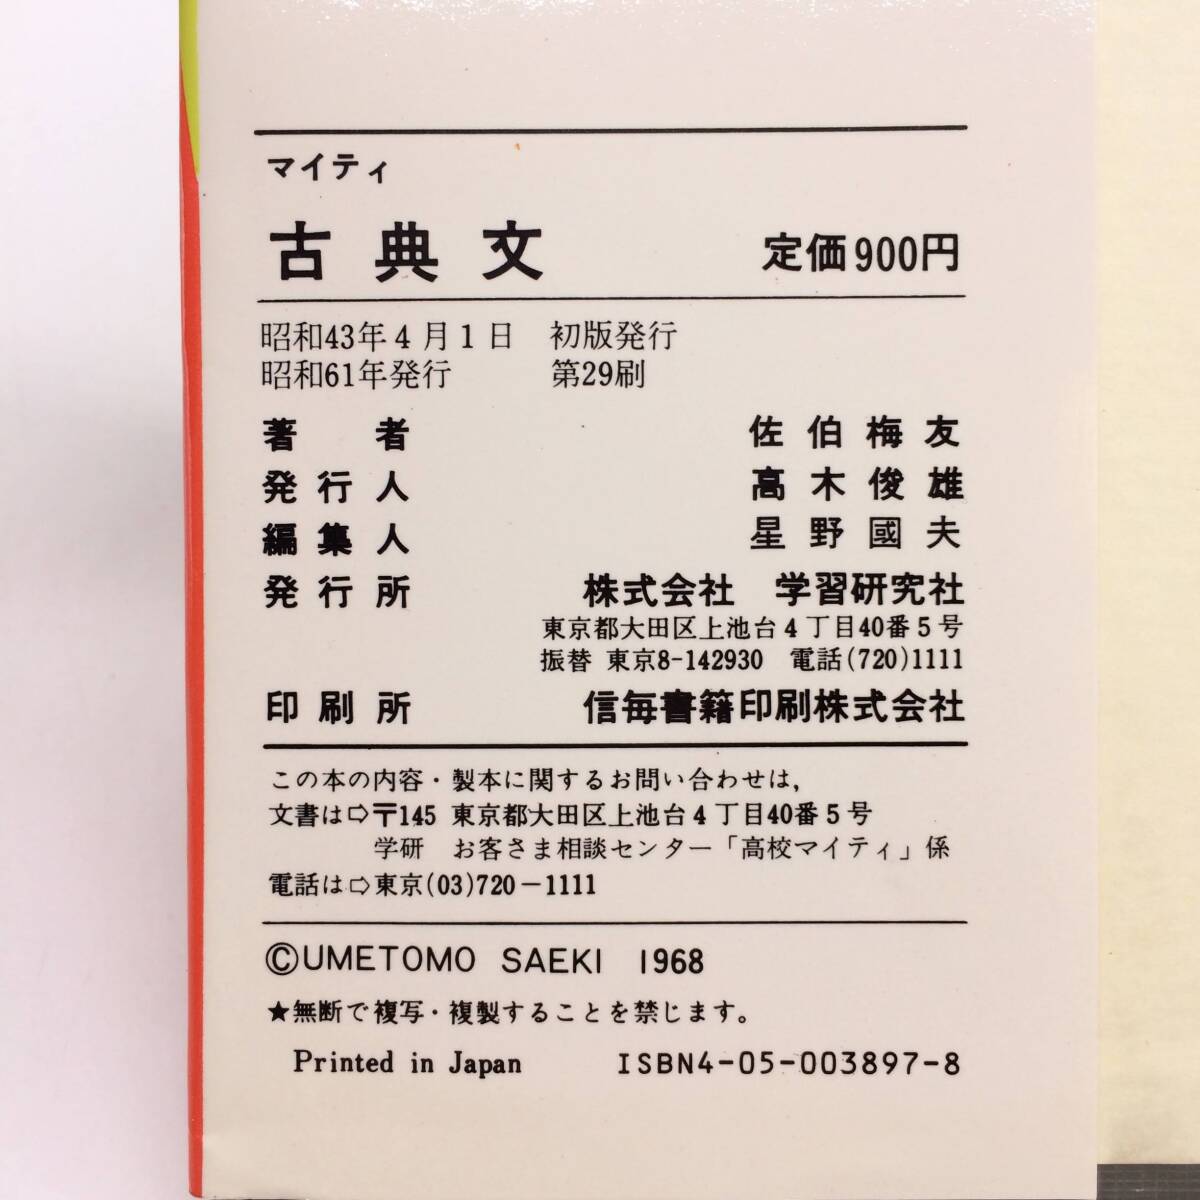 マイティ
古典文 定価900円
昭和43年4月1日 初版発行
昭和61年発行 第29刷
著者 佐伯梅友
発行人 高木俊雄
編集人 星野國夫
発行所 株式会社 学習研究社
東京都大田区上池台4丁目40番5号
振替 東京8-142930 電話(720)1111
印刷所 信毎書籍印刷株式会社
この本の内容・製本に関するお問い合わせは,
文書は⇨〒145 東京都大田区上池台4丁目40番5号
学研 お客さま相談センター「高校マイティ」係
電話は⇨東京(03)720-1111
©UMETOMO SAEKI 1968
★無断で複写・複製することを禁じます。
Printed in Japan ISBN4-05-003897-8